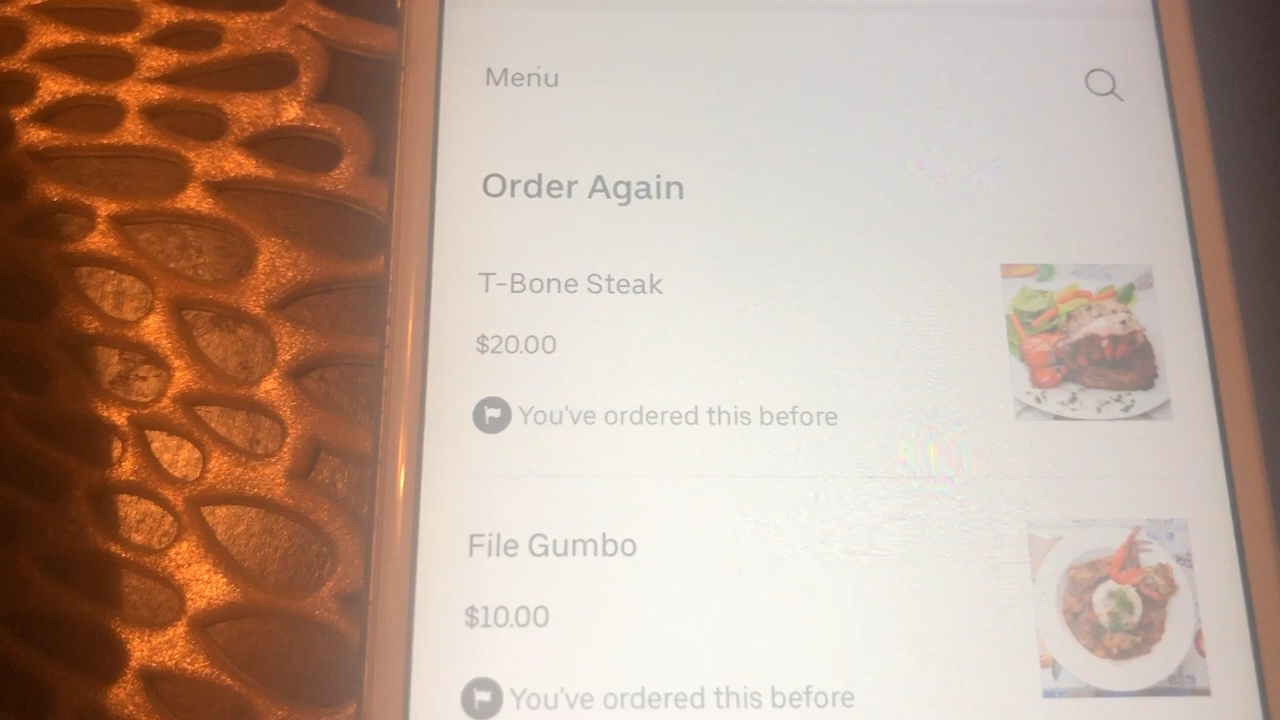 Menu
Order Again
T-Bone Steak
$20.00
You've ordered this before
File Gumbo
$10.00
You've ordered this before